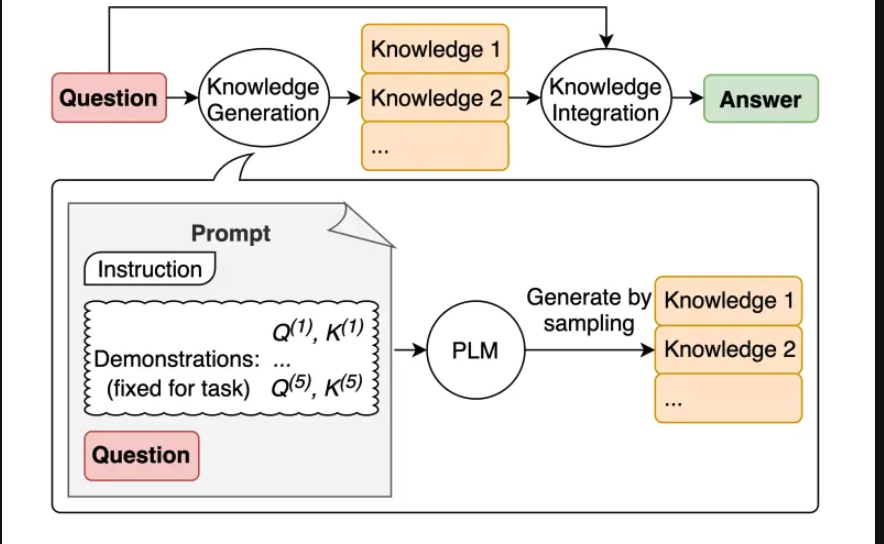 Question
Knowledge
Generation
Knowledge 1
Knowledge 2
...
Knowledge
Integration
Answer
Prompt
Instruction
Q(1), K(1)
Demonstrations: ...
(fixed for task) Q(5), K(5)
Question
PLM
Generate by
sampling
Knowledge 1
Knowledge 2
...